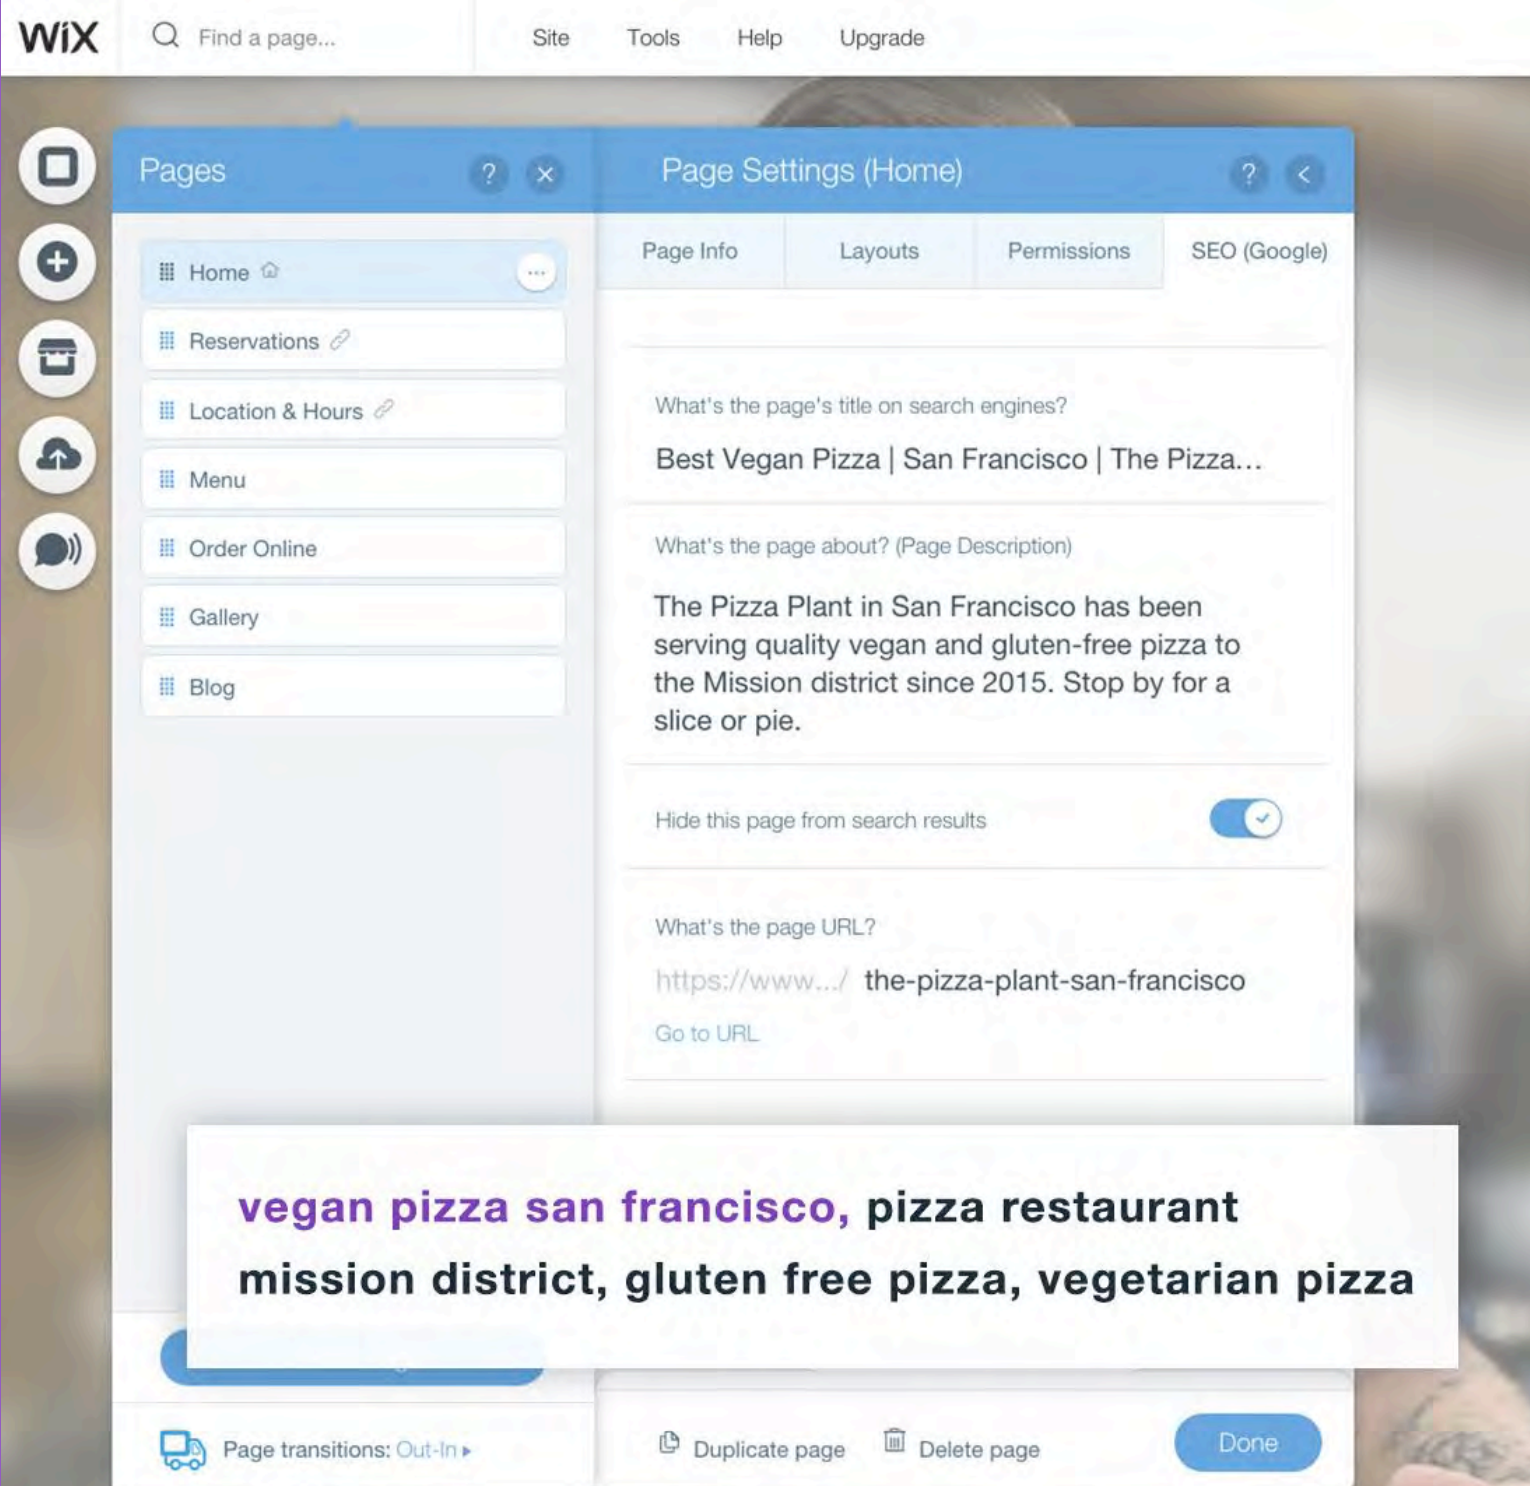 WiX
Find a page...
Site
Tools
Help
Upgrade
Pages
?
Page Settings (Home)
?
Home
Reservations
Location & Hours
Menu
Order Online
Gallery
Blog
Page Info
Layouts
Permissions
SEO (Google)
What's the page's title on search engines?
Best Vegan Pizza | San Francisco | The Pizza...
What's the page about? (Page Description)
The Pizza Plant in San Francisco has been
serving quality vegan and gluten-free pizza to
the Mission district since 2015. Stop by for a
slice or pie.
Hide this page from search results
What's the page URL?
https://www.../ the-pizza-plant-san-francisco
Go to URL
vegan pizza san francisco, pizza restaurant
mission district, gluten free pizza, vegetarian pizza
Page transitions: Out-In
Duplicate page
Delete page
Done